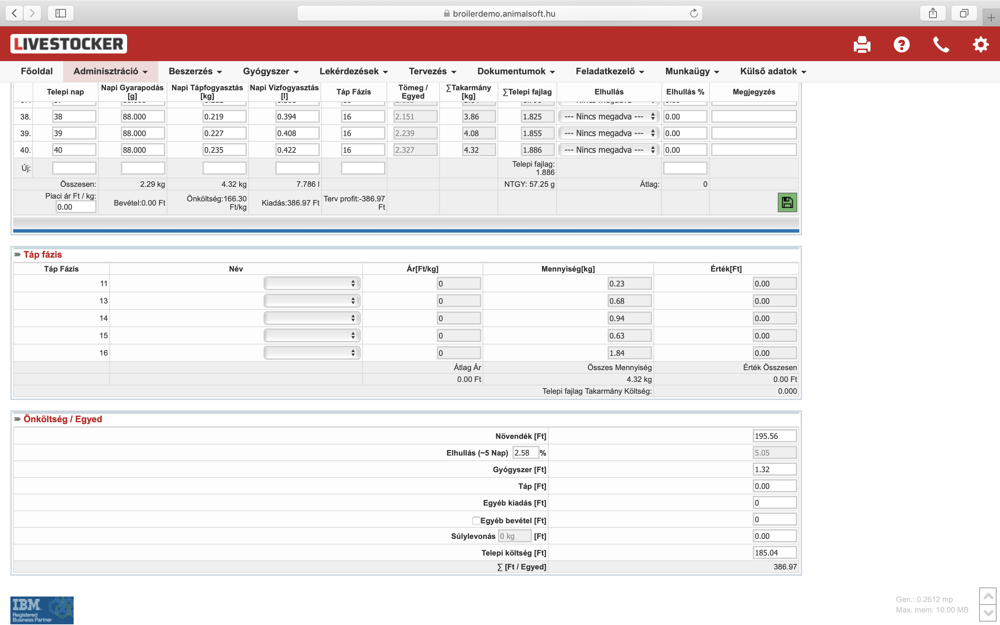 broilerdemo.animalsoft.hu
LIVESTOCKER
Főoldal Adminisztráció Beszerzés Gyógyszer Lekérdezések Tervezés Dokumentumok Feladatkezelő Munkaügy Külső adatok
Telepi nap Napi Gyarapodás [g] Napi Tápfogyasztás [kg] Napi Vízfogyasztás [l] Táp Fázis Tömeg / Egyed ∑Takarmány [kg] ∑Telepi fajlag Elhullás Elhullás % Megjegyzés
38. 38 88.000 0.219 0.394 16 2.151 3.86 1.825 --- Nincs megadva --- 0.00
39. 39 88.000 0.227 0.408 16 2.239 4.08 1.855 --- Nincs megadva --- 0.00
40. 40 88.000 0.235 0.422 16 2.327 4.32 1.886 --- Nincs megadva --- 0.00
Új: Telepi fajlag: 1.886
Összesen: 2.29 kg 4.32 kg 7.786 l NTGY: 57.25 g Átlag: 0
Piaci ár Ft / kg: 0.00 Bevétel:0.00 Ft Önköltség:166.30 Ft/kg Kiadás:386.97 Ft Terv profit:-386.97 Ft
Táp fázis
Táp Fázis Név Ár[Ft/kg] Mennyiség[kg] Érték[Ft]
11 0 0.23 0.00
13 0 0.68 0.00
14 0 0.94 0.00
15 0 0.63 0.00
16 0 1.84 0.00
Átlag Ár Összes Mennyiség Érték Összesen
0.00 Ft 4.32 kg 0.00 Ft
Telepi fajlag Takarmány Költség: 0.000
Önköltség / Egyed
Növendék [Ft] 195.56
Elhullás (~5 Nap) 2.58 % 5.05
Gyógyszer [Ft] 1.32
Táp [Ft] 0.00
Egyéb kiadás [Ft] 0
Egyéb bevétel [Ft] 0
Súlylevonás 0 kg [Ft] 0.00
Telepi költség [Ft] 185.04
∑ [Ft / Egyed] 386.97
IBM.
Registered
Business Partner
Gen.: 0.2612 mp
Max. mem: 10.00 MB